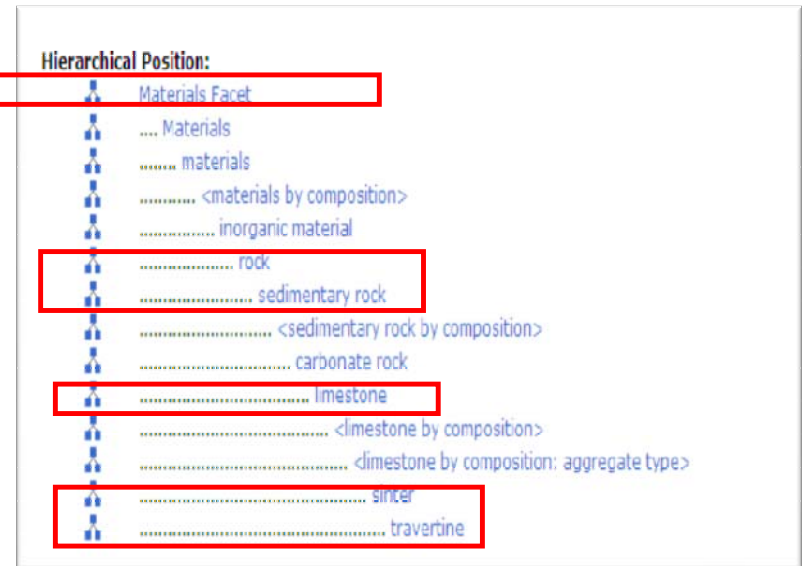 Hierarchical Position:
Materials Facet
.... Materials
........ materials
............ <materials by composition>
................ inorganic material
.................... rock
........................ sedimentary rock
............................ <sedimentary rock by composition>
................................ carbonate rock
.................................... limestone
........................................ <limestone by composition>
............................................ <limestone by composition: aggregate type>
................................................ sinter
.................................................... travertine